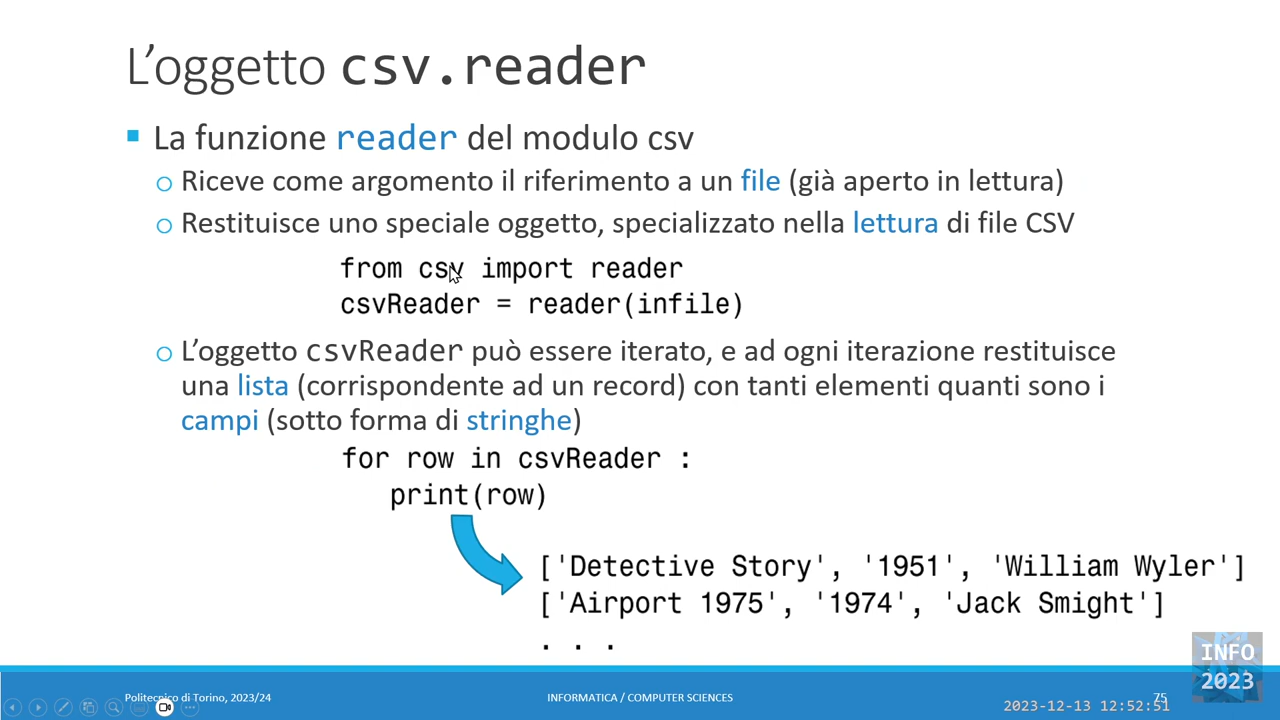 L’oggetto csv.reader
La funzione reader del modulo csv
Riceve come argomento il riferimento a un file (già aperto in lettura)
Restituisce uno speciale oggetto, specializzato nella lettura di file CSV
from csv import reader
csvReader = reader(infile)
L’oggetto csvReader può essere iterato, e ad ogni iterazione restituisce
una lista (corrispondente ad un record) con tanti elementi quanti sono i
campi (sotto forma di stringhe)
for row in csvReader :
print(row)
['Detective Story', '1951', 'William Wyler']
['Airport 1975', '1974', 'Jack Smight']
. . .
INFO
2023
Politecnico di Torino, 2023/24
INFORMATICA / COMPUTER SCIENCES
75
2023-12-13 12:52:51